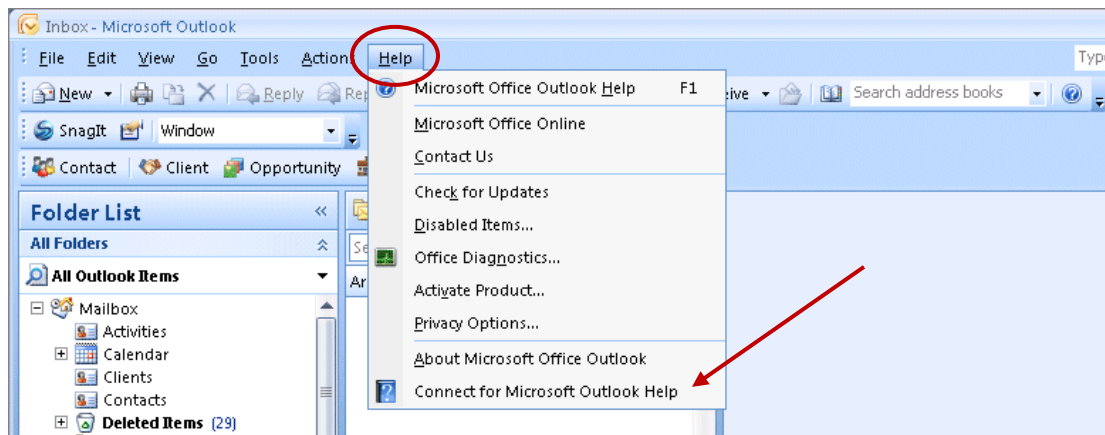 Inbox - Microsoft Outlook
File Edit View Go Tools Action Help
New Reply Search address books
SnagIt Window
Contact Client Opportunity
Microsoft Office Outlook Help F1
Microsoft Office Online
Contact Us
Check for Updates
Disabled Items...
Office Diagnostics...
Activate Product...
Privacy Options...
About Microsoft Office Outlook
Connect for Microsoft Outlook Help
Folder List
All Folders
All Outlook Items
Mailbox
Activities
Calendar
Clients
Contacts
Deleted Items (29)